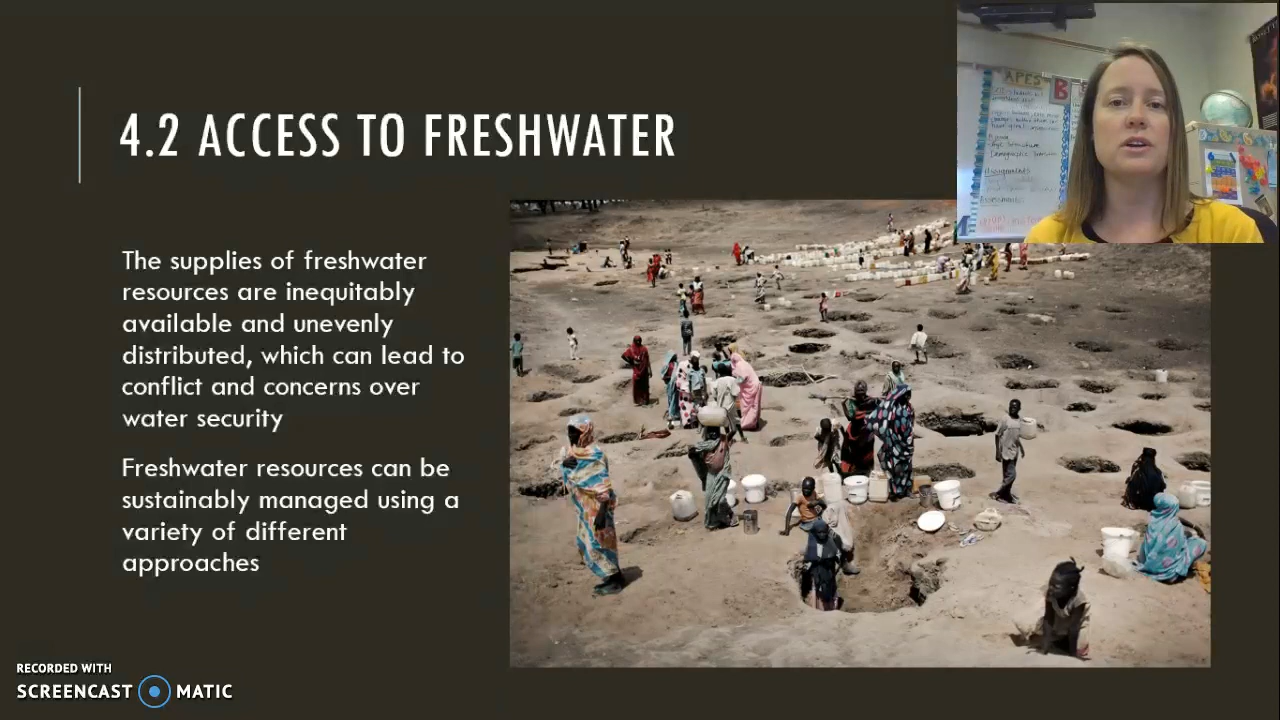 4.2 ACCESS TO FRESHWATER
The supplies of freshwater
resources are inequitably
available and unevenly
distributed, which can lead to
conflict and concerns over
water security
Freshwater resources can be
sustainably managed using a
variety of different
approaches
RECORDED WITH
SCREENCAST MATIC
APES
B
Assignments